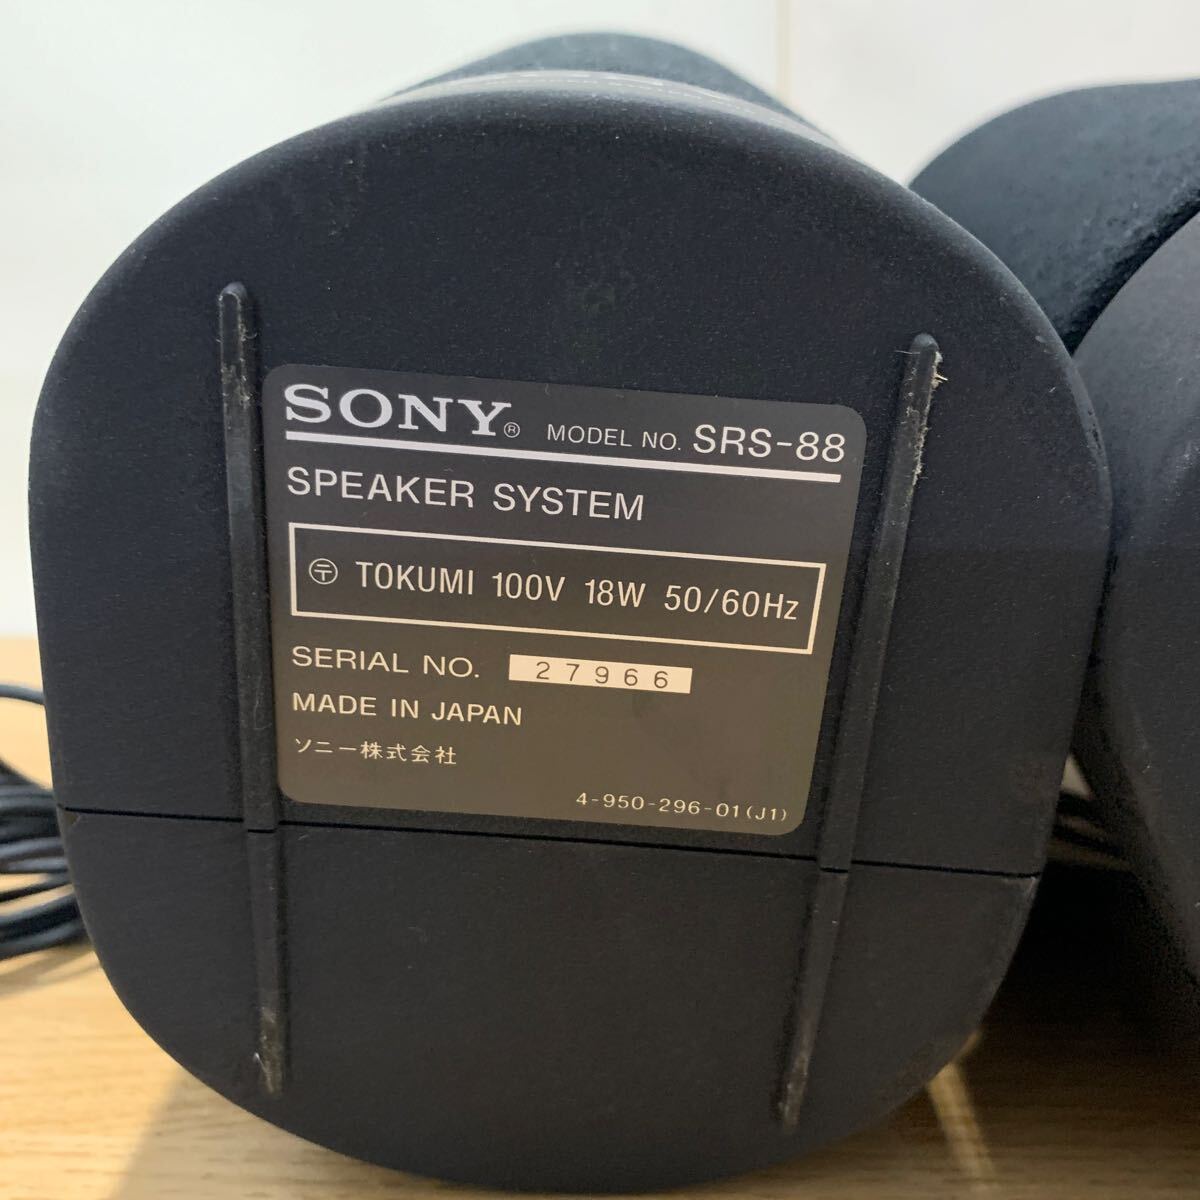 SONY® MODEL NO. SRS-88
SPEAKER SYSTEM
〶 TOKUMI 100V 18W 50/60Hz
SERIAL NO. 27966
MADE IN JAPAN
ソニー株式会社
4-950-296-01(J1)